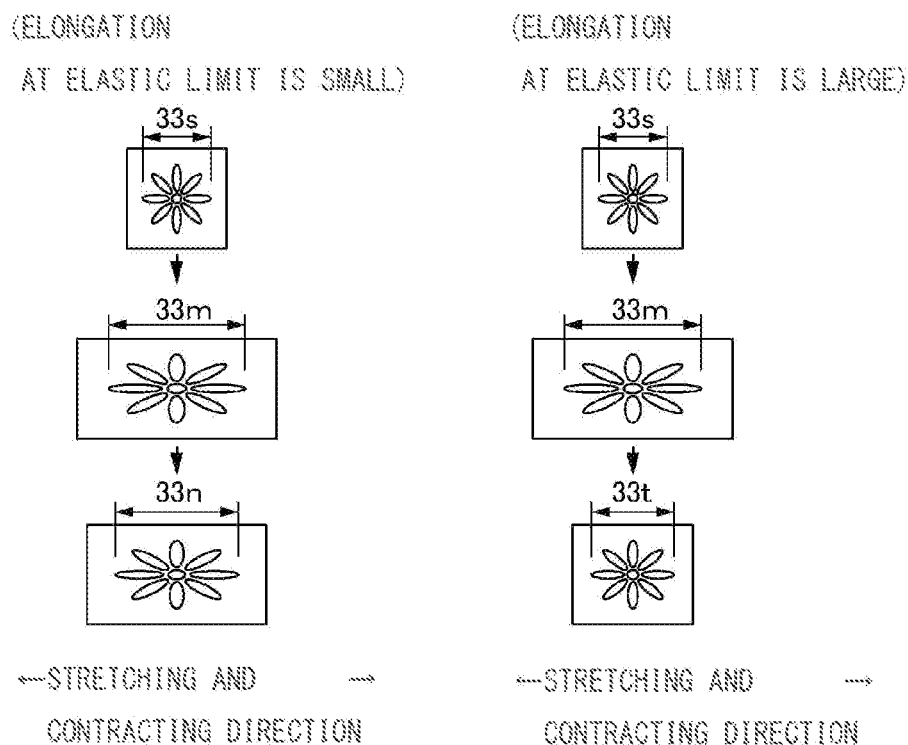 (ELONGATION
AT ELASTIC LIMIT IS SMALL)
33s
33m
33n
←STRETCHING AND →
CONTRACTING DIRECTION
(ELONGATION
AT ELASTIC LIMIT IS LARGE)
33s
33m
33t
←STRETCHING AND →
CONTRACTING DIRECTION